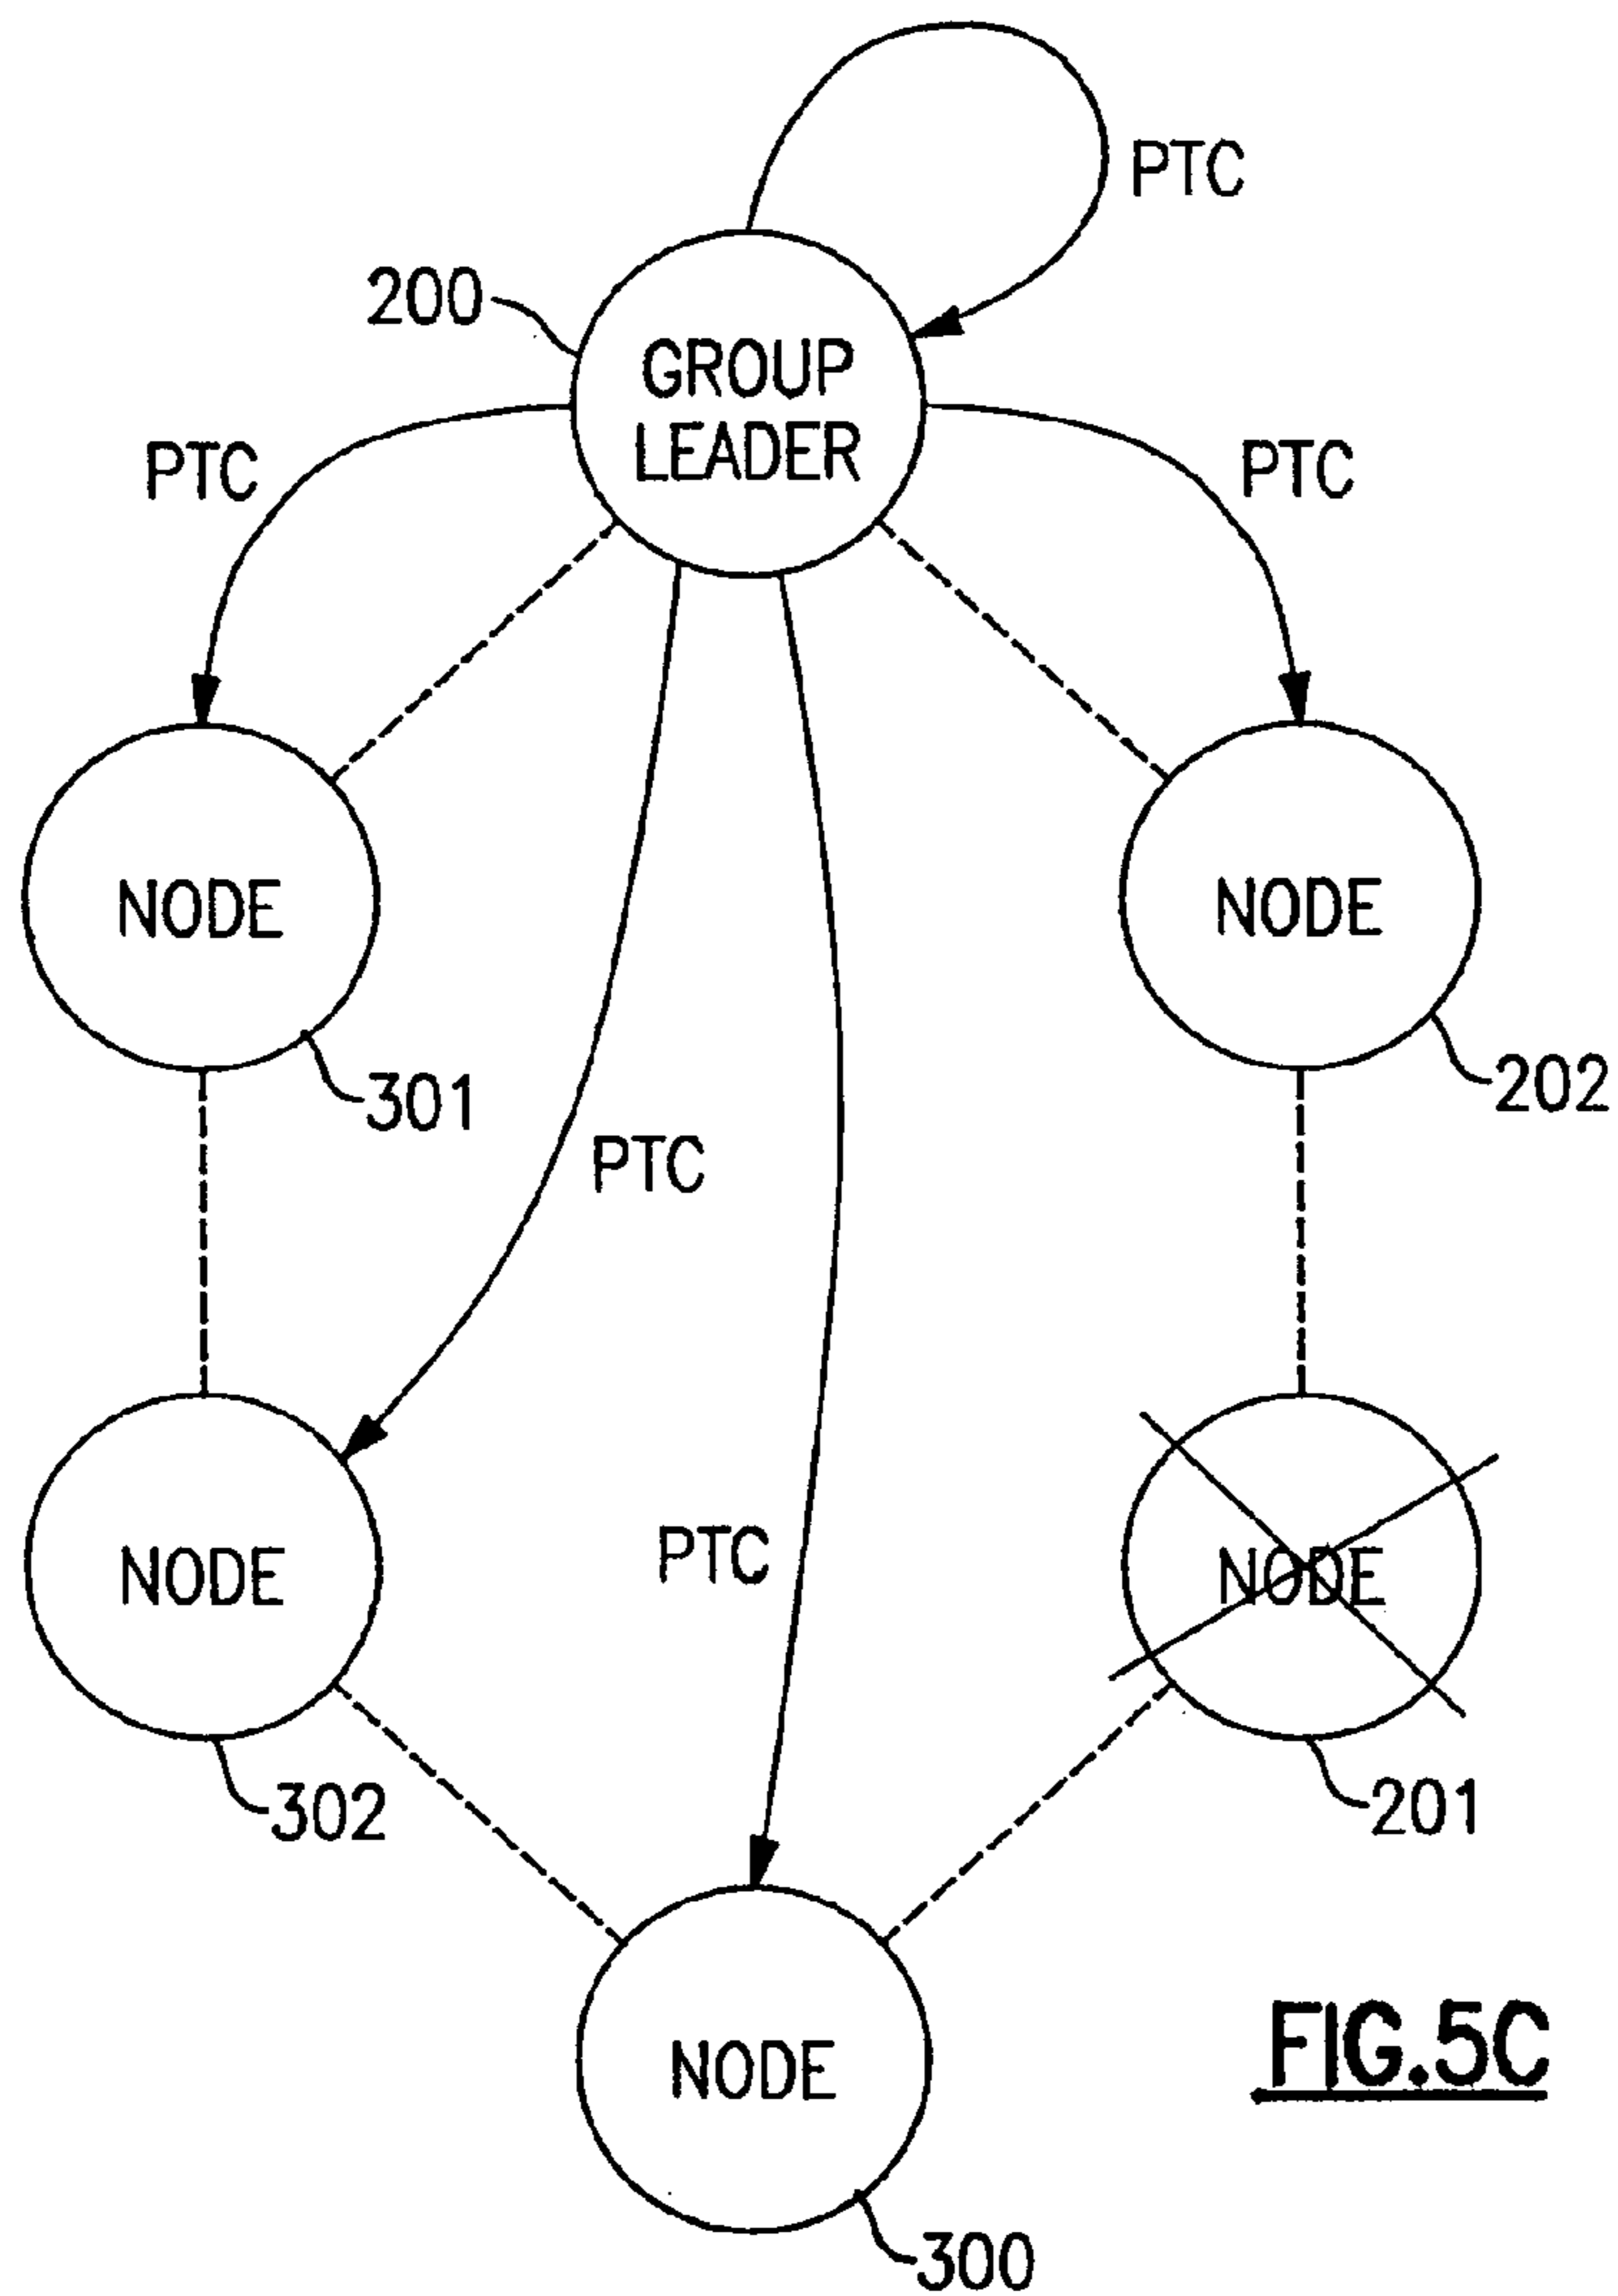 PTC
200
GROUP
LEADER
PTC
PTC
NODE
NODE
301
202
PTC
PTC
NODE
NODE
302
201
NODE
FIG.5C
300